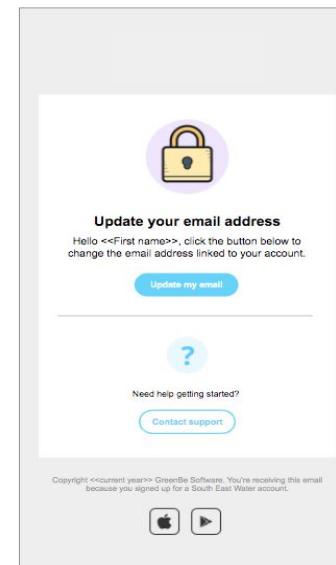 Update your email address
Hello <<First name>>, click the button below to
change the email address linked to your account.
Update my email
?
Need help getting started?
Contact support
Copyright <<current year>> GreenBe Software. You're receiving this email
because you signed up for a South East Water account.